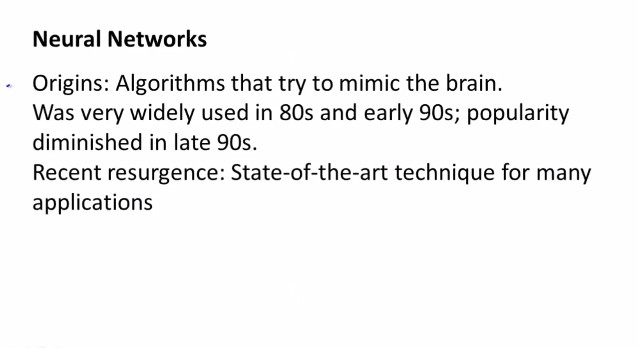 Neural Networks
Origins: Algorithms that try to mimic the brain.
Was very widely used in 80s and early 90s; popularity
diminished in late 90s.
Recent resurgence: State-of-the-art technique for many
applications